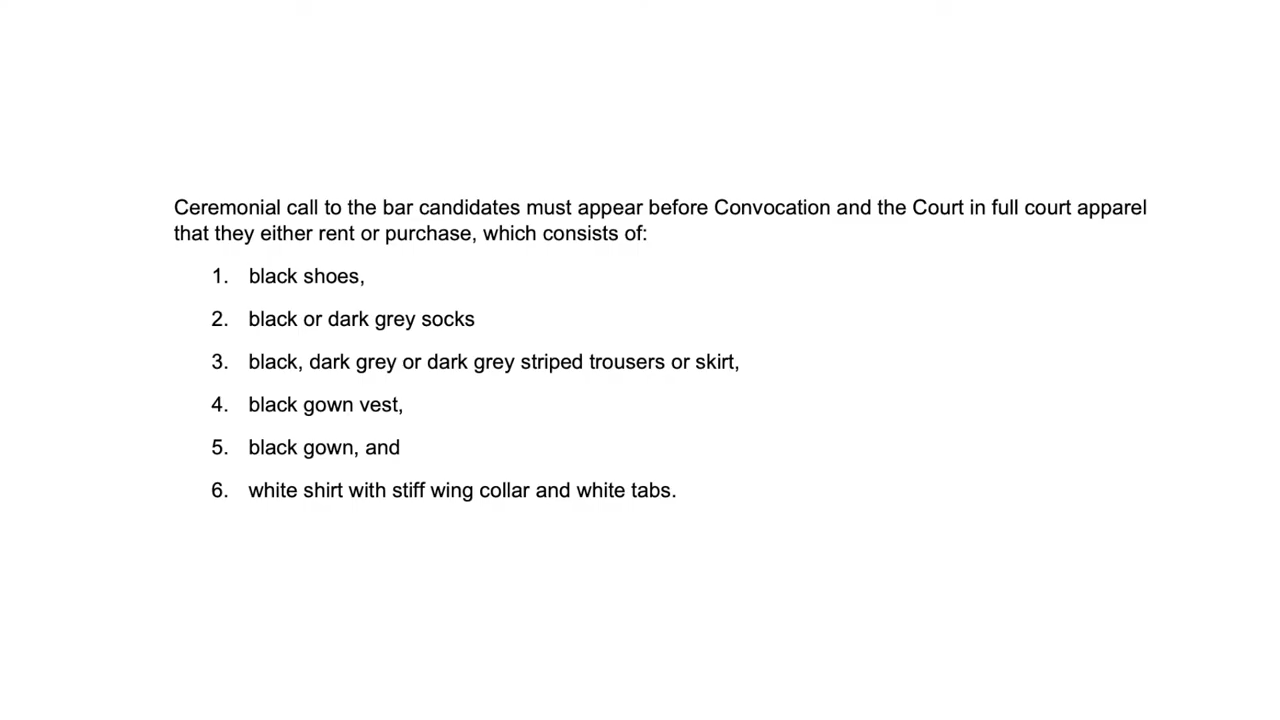 Ceremonial call to the bar candidates must appear before Convocation and the Court in full court apparel
that they either rent or purchase, which consists of:
1. black shoes,
2. black or dark grey socks
3. black, dark grey or dark grey striped trousers or skirt,
4. black gown vest,
5. black gown, and
6. white shirt with stiff wing collar and white tabs.